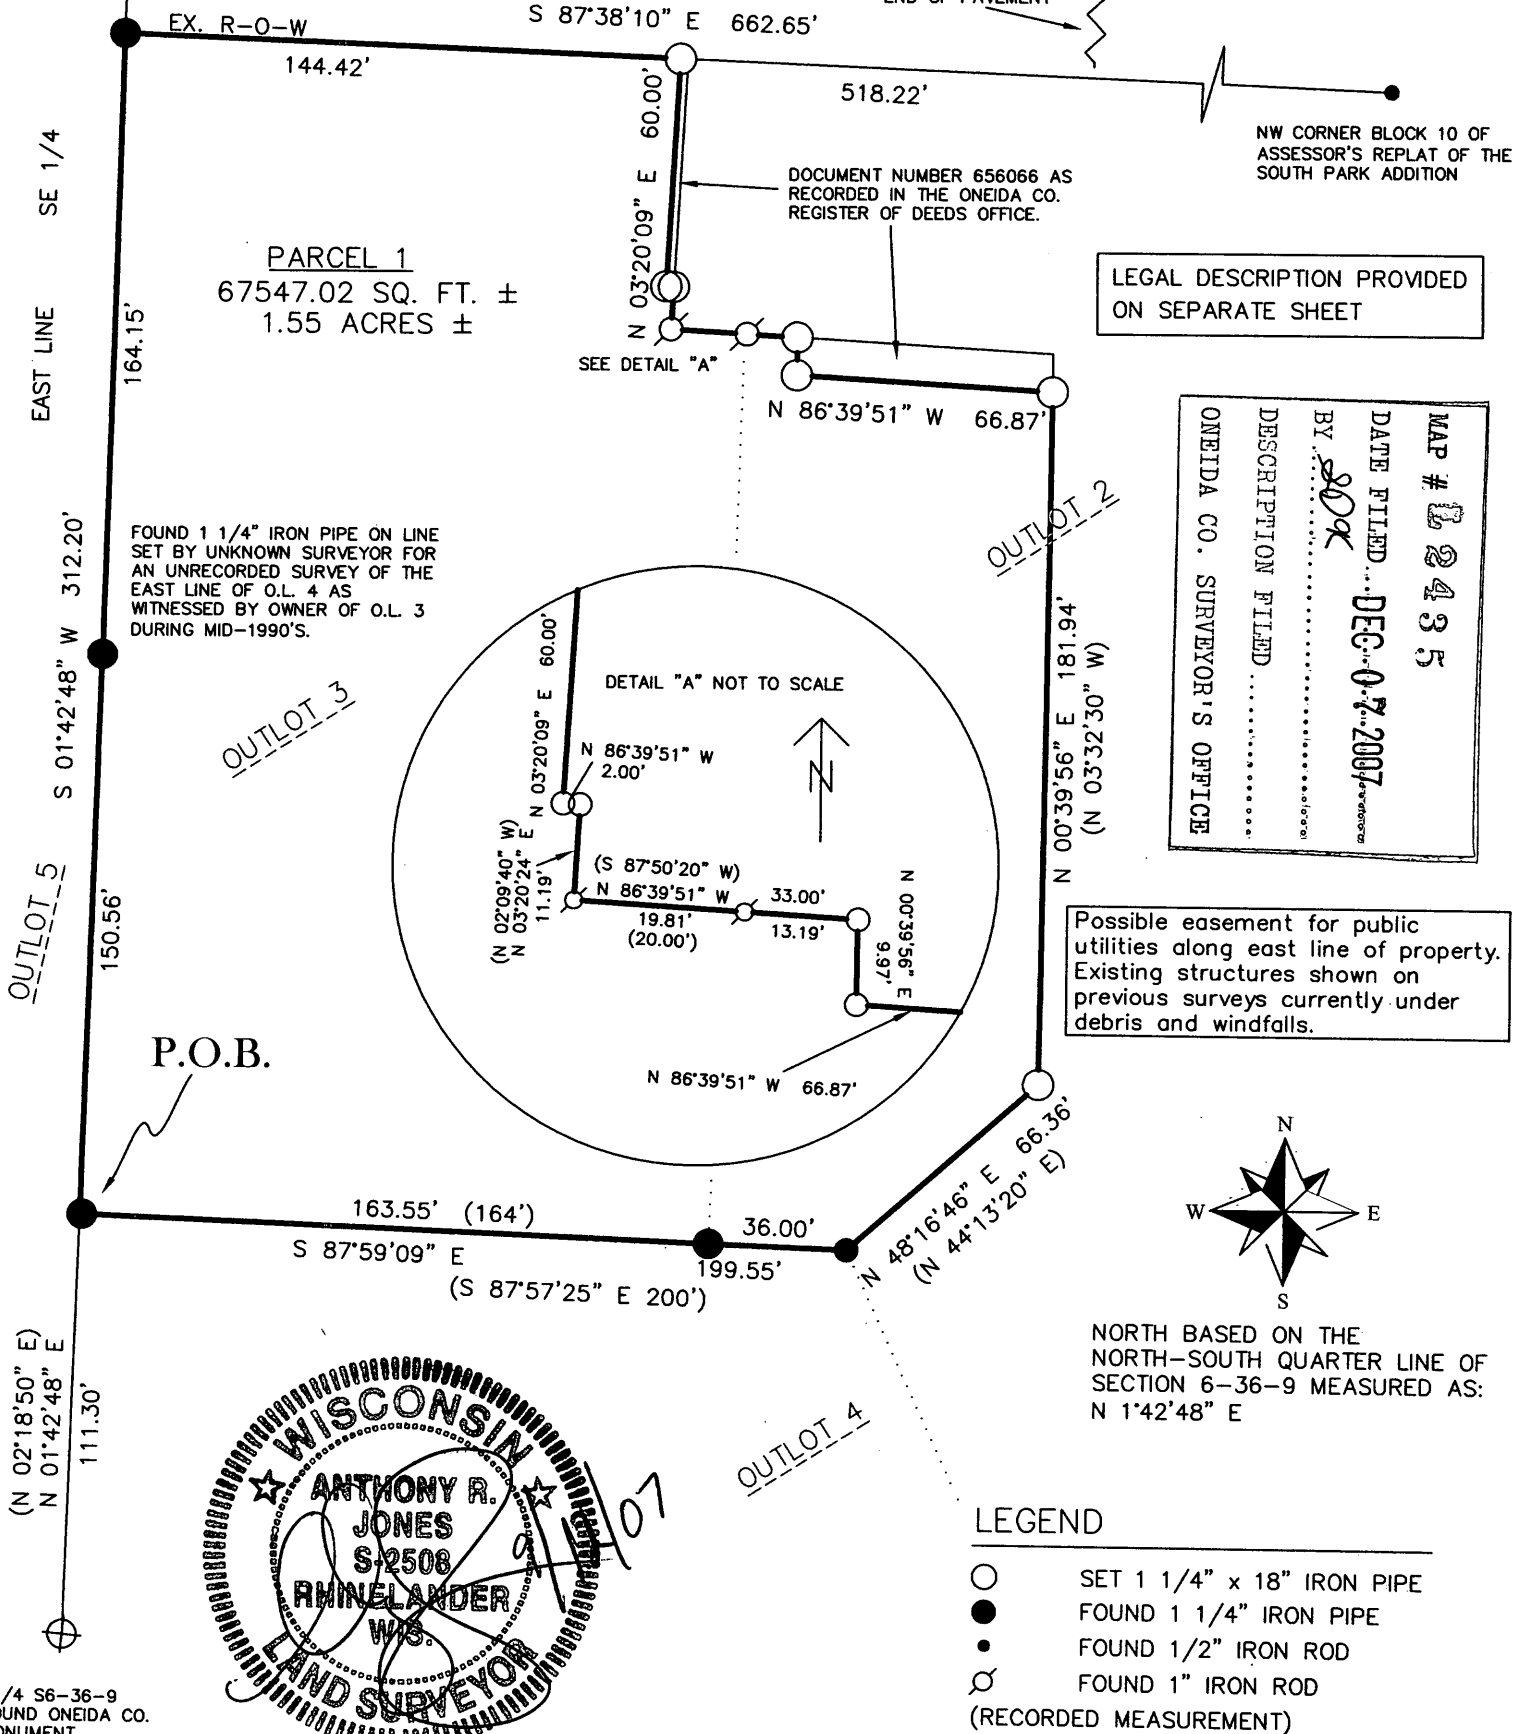 END OF PAVEMENT
S 87°38'10" E 662.65'
EX. R-O-W
144.42'
518.22'
NW CORNER BLOCK 10 OF
ASSESSOR'S REPLAT OF THE
SOUTH PARK ADDITION
N 03°20'09" E 60.00'
DOCUMENT NUMBER 656066 AS
RECORDED IN THE ONEIDA CO.
REGISTER OF DEEDS OFFICE.
EAST LINE SE 1/4
PARCEL 1
67547.02 SQ. FT. ±
1.55 ACRES ±
164.15'
LEGAL DESCRIPTION PROVIDED
ON SEPARATE SHEET
SEE DETAIL "A"
N 86°39'51" W 66.87'
MAP # L 2435
DATE FILED DEC 07 2007
BY
DESCRIPTION FILED
ONEIDA CO. SURVEYOR'S OFFICE
OUTLOT 2
S 01°42'48" W 312.20'
FOUND 1 1/4" IRON PIPE ON LINE
SET BY UNKNOWN SURVEYOR FOR
AN UNRECORDED SURVEY OF THE
EAST LINE OF O.L. 4 AS
WITNESSED BY OWNER OF O.L. 3
DURING MID-1990'S.
OUTLOT 3
DETAIL "A" NOT TO SCALE
N 03°20'09" E 60.00'
N 86°39'51" W
2.00'
N
(N 02°09'40" W)
N 03°20'24" E
11.19'
(S 87°50'20" W)
N 86°39'51" W
33.00'
19.81'
(20.00')
13.19'
N 00°39'56" E
9.97'
N 86°39'51" W 66.87'
N 00°39'56" E 181.94'
(N 03°32'30" W)
OUTLOT 5
150.56'
Possible easement for public
utilities along east line of property.
Existing structures shown on
previous surveys currently under
debris and windfalls.
P.O.B.
N 48°16'46" E 66.36'
(N 44°13'20" E)
163.55' (164')
36.00'
S 87°59'09" E
199.55'
(S 87°57'25" E 200')
N
W
E
S
NORTH BASED ON THE
NORTH-SOUTH QUARTER LINE OF
SECTION 6-36-9 MEASURED AS:
N 1°42'48" E
(N 02°18'50" E)
N 01°42'48" E
111.30'
OUTLOT 4
WISCONSIN
ANTHONY R.
JONES
S-2508
RHINELANDER
WIS.
LAND SURVEYOR
LEGEND
SET 1 1/4" x 18" IRON PIPE
FOUND 1 1/4" IRON PIPE
FOUND 1/2" IRON ROD
FOUND 1" IRON ROD
(RECORDED MEASUREMENT)
/4 S6-36-9
OUND ONEIDA CO.
ONUMENT